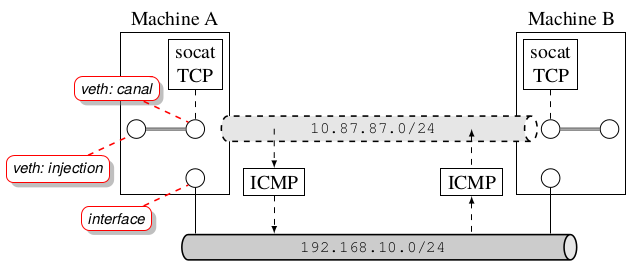 Machine A
Machine B
socat
TCP
socat
TCP
veth: canal
10.87.87.0/24
veth: injection
ICMP
ICMP
interface
192.168.10.0/24